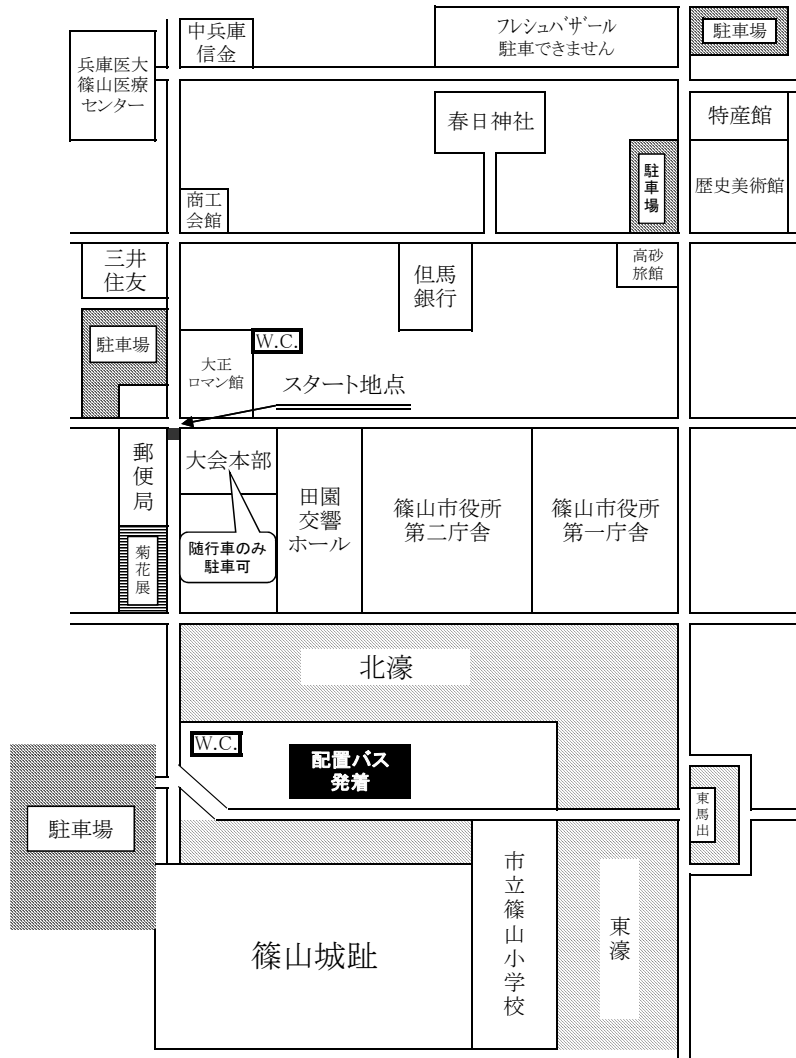 中兵庫
信金
フレシュバザール
駐車できません
駐車場
兵庫医大
篠山医療
センター
春日神社
特産館
駐車場
歴史美術館
商工
会館
三井
住友
但馬
銀行
高砂
旅館
駐車場
W.C.
大正
ロマン館
スタート地点
郵便局
大会本部
田園
交響
ホール
篠山市役所
第二庁舎
篠山市役所
第一庁舎
随行車のみ
駐車可
菊花展
北濠
W.C.
配置バス
発着
東馬出
駐車場
市立篠山小学校
東濠
篠山城趾